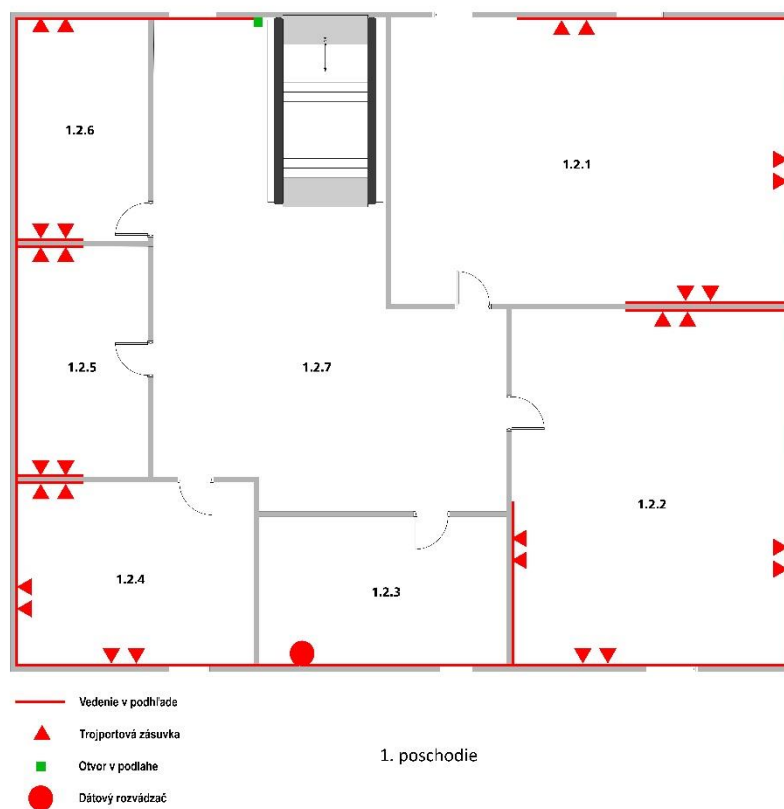 1.2.6
1.2.1
1.2.5
1.2.7
1.2.2
1.2.4
1.2.3
Vedenie v podhľade
Trojportová zásuvka
Otvor v podlahe
Dátový rozvádzač
1. poschodie